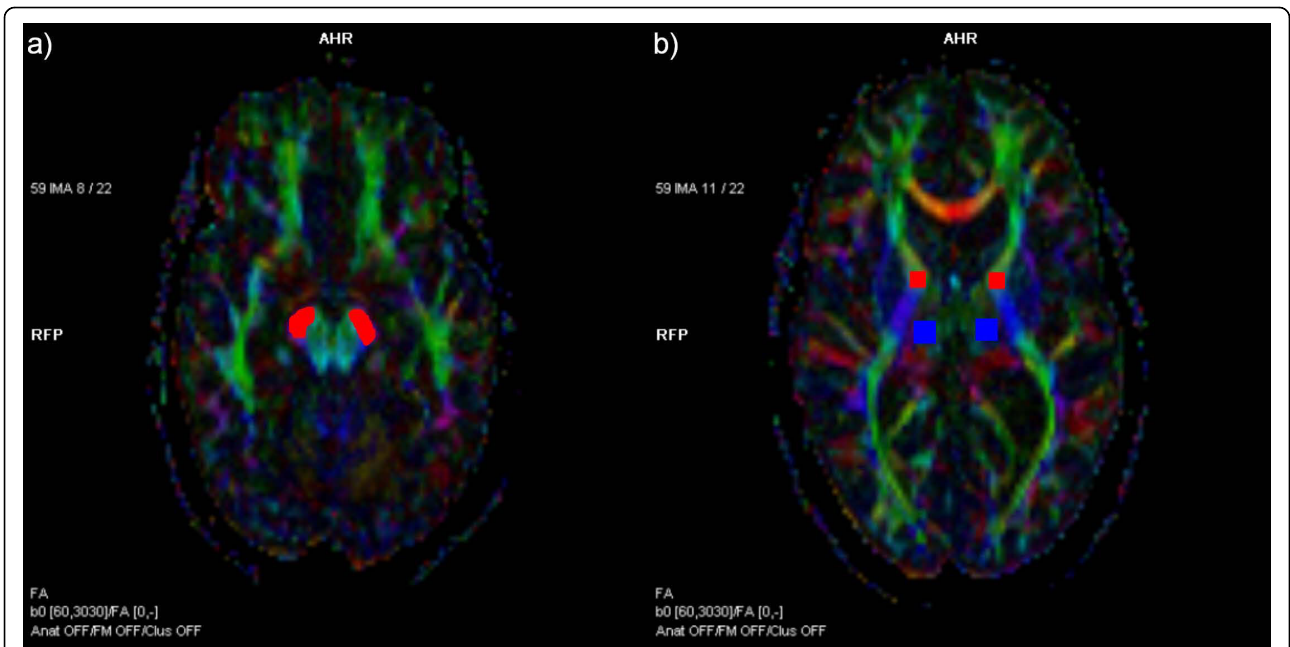 a)
AHR
59 IMA 8 / 22
RFP
FA
b0 [60,3030]/FA [0,-]
Anat OFF/FM OFF/Clus OFF
b)
AHR
59 IMA 11 / 22
RFP
FA
b0 [60,3030]/FA [0,-]
Anat OFF/FM OFF/Clus OFF